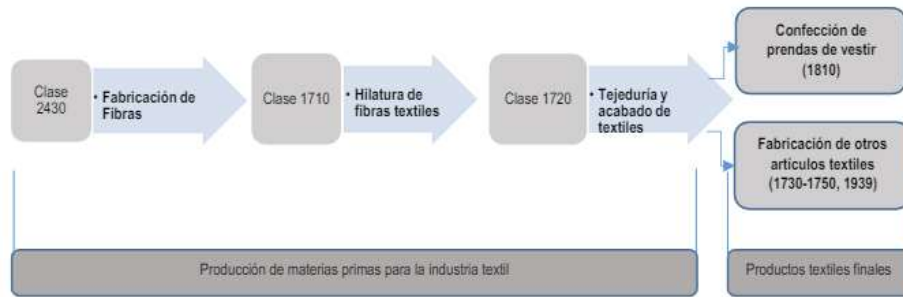 Clase
2430
• Fabricación de
Fibras
Clase 1710
• Hilatura de
fibras textiles
Clase 1720
• Tejeduría y
acabado de
textiles
Confección de
prendas de vestir
(1810)
Fabricación de otros
artículos textiles
(1730-1750, 1939)
Producción de materias primas para la industria textil
Productos textiles finales